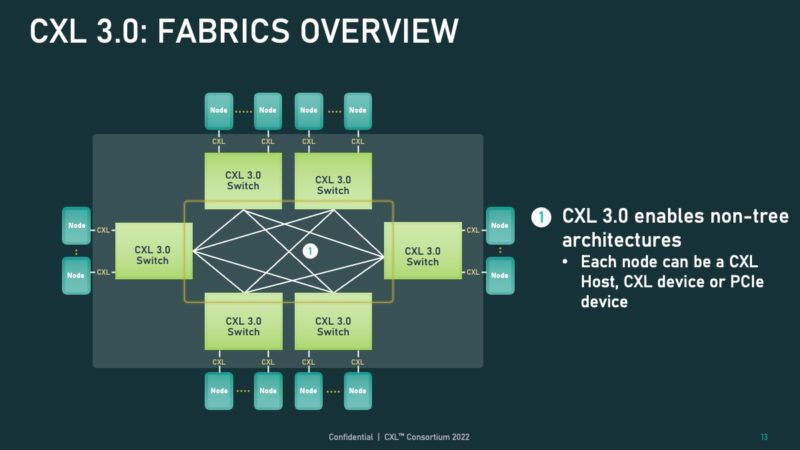 CXL 3.0: FABRICS OVERVIEW
Node ..... Node Node ..... Node
CXL CXL CXL CXL
CXL 3.0
Switch
CXL 3.0
Switch
Node CXL
Node CXL
CXL 3.0
Switch
1
CXL 3.0
Switch
CXL Node
CXL Node
CXL 3.0
Switch
CXL 3.0
Switch
CXL CXL CXL CXL
Node .... Node Node .... Node
1 CXL 3.0 enables non-tree
architectures
• Each node can be a CXL
Host, CXL device or PCIe
device
Confidential | CXL™ Consortium 2022
13